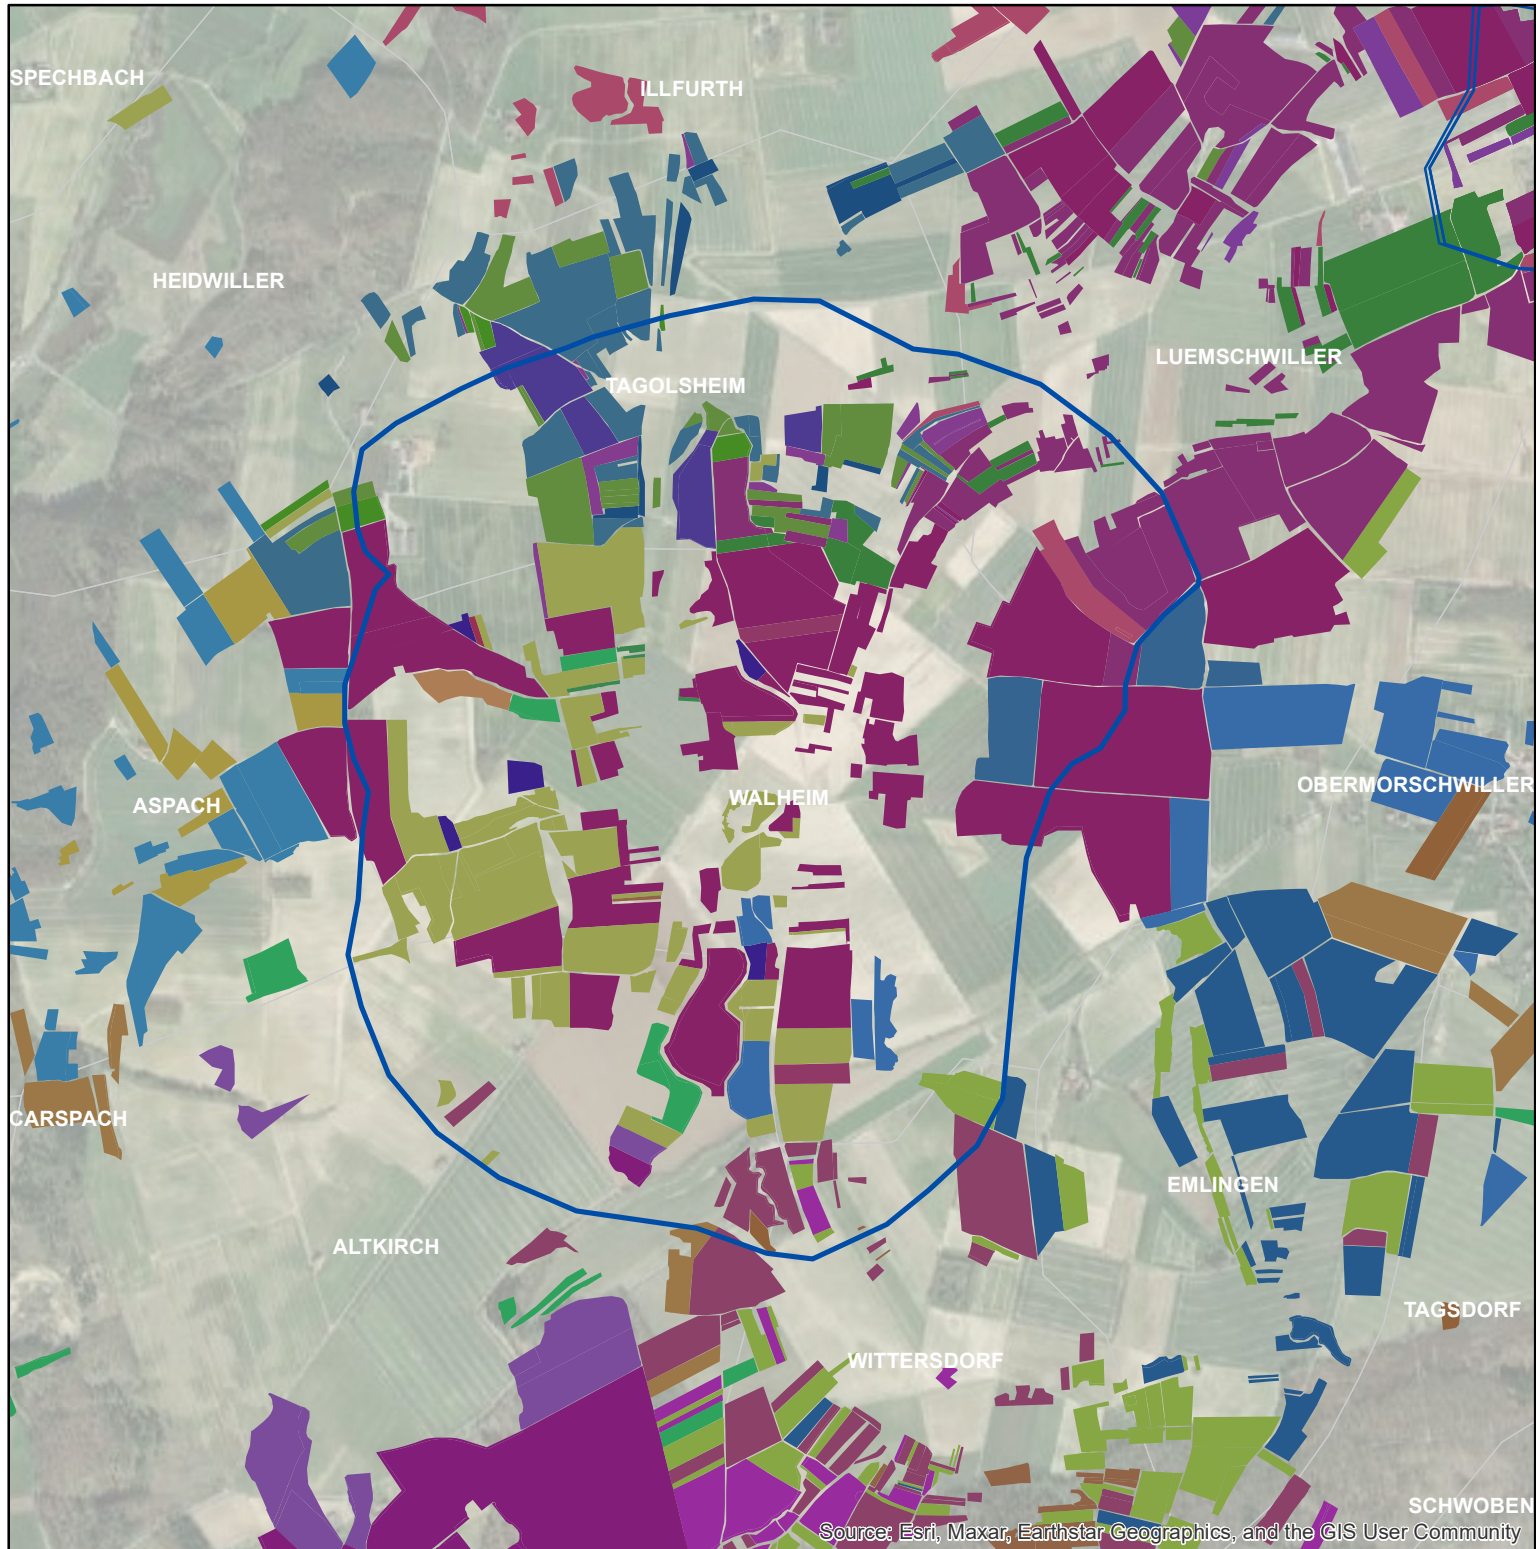 SPECHBACH
ILLFURTH
HEIDWILLER
LUEMSCHWILLER
TAGOLSHEIM
OBERMORSCHWILLER
WALHEIM
ASPACH
CARSPACH
EMLINGEN
ALTKIRCH
TAGSDORF
WITTERSDORF
SCHWOBEN
Source: Esri, Maxar, Earthstar Geographics, and the GIS User Community